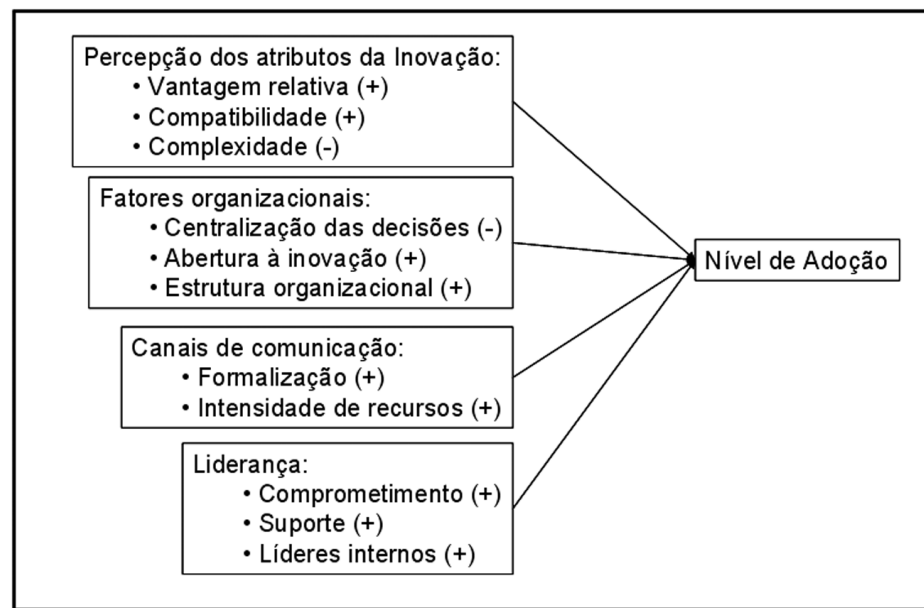 Percepção dos atributos da Inovação:
• Vantagem relativa (+)
• Compatibilidade (+)
• Complexidade (-)
Fatores organizacionais:
• Centralização das decisões (-)
• Abertura à inovação (+)
• Estrutura organizacional (+)
Nível de Adoção
Canais de comunicação:
• Formalização (+)
• Intensidade de recursos (+)
Liderança:
• Comprometimento (+)
• Suporte (+)
• Líderes internos (+)